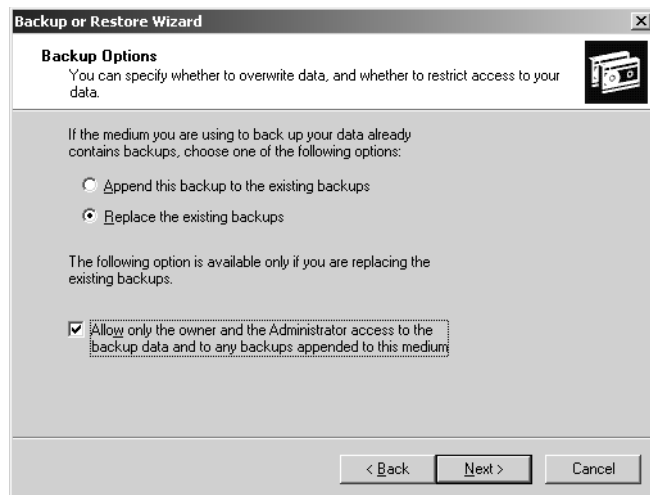 Backup or Restore Wizard
Backup Options
You can specify whether to overwrite data, and whether to restrict access to your
data.
If the medium you are using to back up your data already
contains backups, choose one of the following options:
Append this backup to the existing backups
Replace the existing backups
The following option is available only if you are replacing the
existing backups.
Allow only the owner and the Administrator access to the
backup data and to any backups appended to this medium
< Back
Next >
Cancel